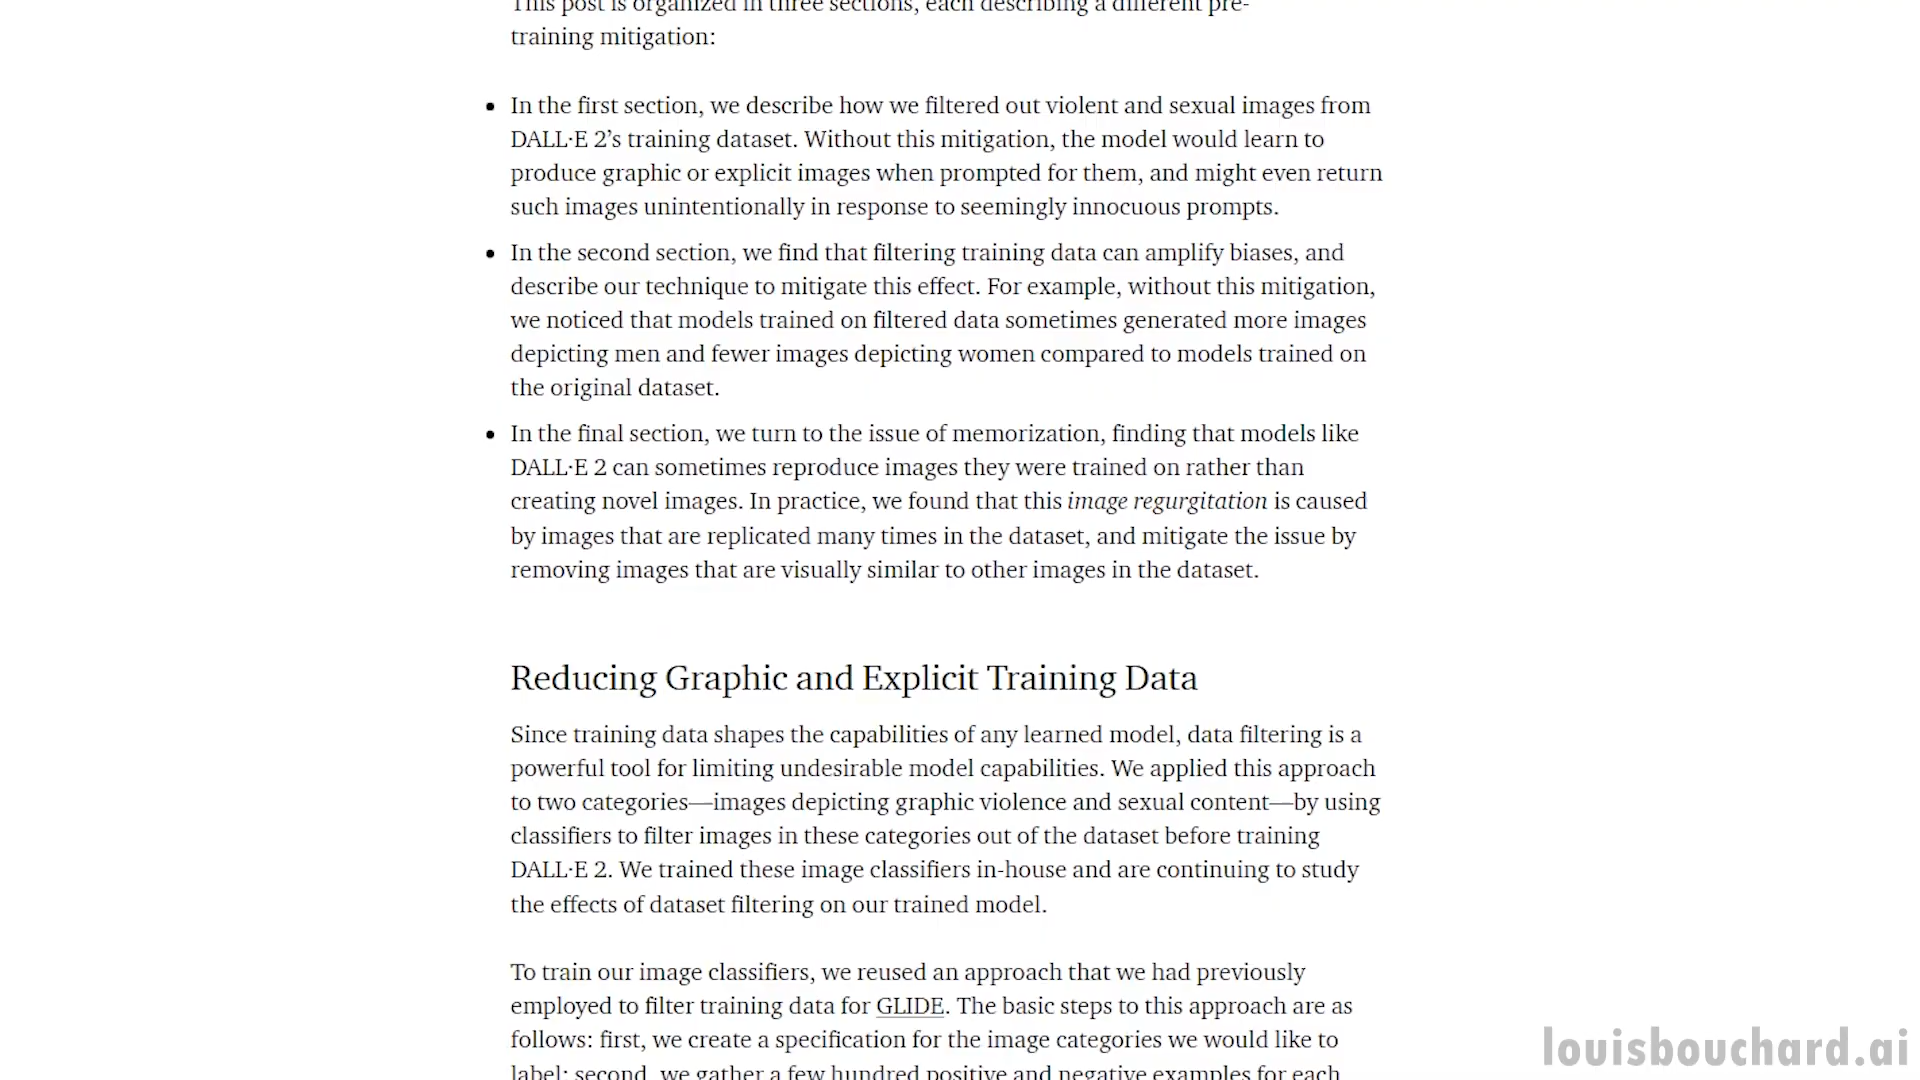 This post is organized in three sections, each describing a different pre-
training mitigation:
• In the first section, we describe how we filtered out violent and sexual images from
DALL·E 2’s training dataset. Without this mitigation, the model would learn to
produce graphic or explicit images when prompted for them, and might even return
such images unintentionally in response to seemingly innocuous prompts.
• In the second section, we find that filtering training data can amplify biases, and
describe our technique to mitigate this effect. For example, without this mitigation,
we noticed that models trained on filtered data sometimes generated more images
depicting men and fewer images depicting women compared to models trained on
the original dataset.
• In the final section, we turn to the issue of memorization, finding that models like
DALL·E 2 can sometimes reproduce images they were trained on rather than
creating novel images. In practice, we found that this image regurgitation is caused
by images that are replicated many times in the dataset, and mitigate the issue by
removing images that are visually similar to other images in the dataset.
Reducing Graphic and Explicit Training Data
Since training data shapes the capabilities of any learned model, data filtering is a
powerful tool for limiting undesirable model capabilities. We applied this approach
to two categories—images depicting graphic violence and sexual content—by using
classifiers to filter images in these categories out of the dataset before training
DALL·E 2. We trained these image classifiers in-house and are continuing to study
the effects of dataset filtering on our trained model.
To train our image classifiers, we reused an approach that we had previously
employed to filter training data for GLIDE. The basic steps to this approach are as
follows: first, we create a specification for the image categories we would like to
label; second, we gather a few hundred positive and negative examples for each
louisbouchard.ai